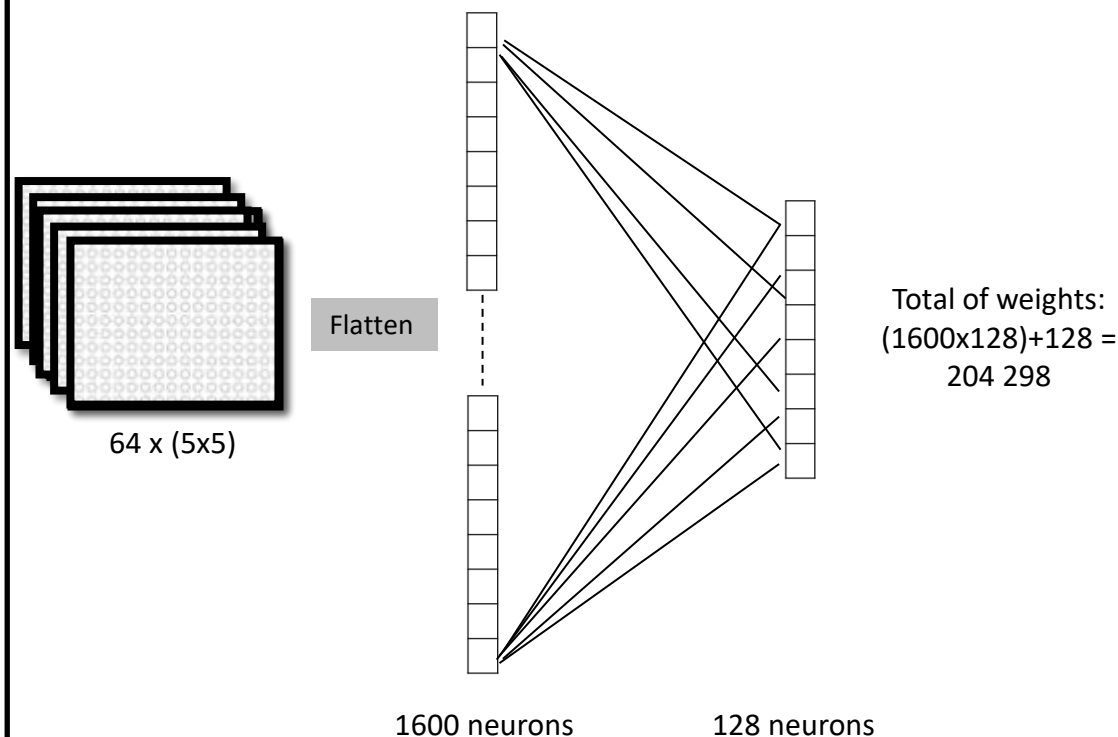 Flatten
64 x (5x5)
Total of weights:
(1600x128)+128 =
204 298
1600 neurons
128 neurons